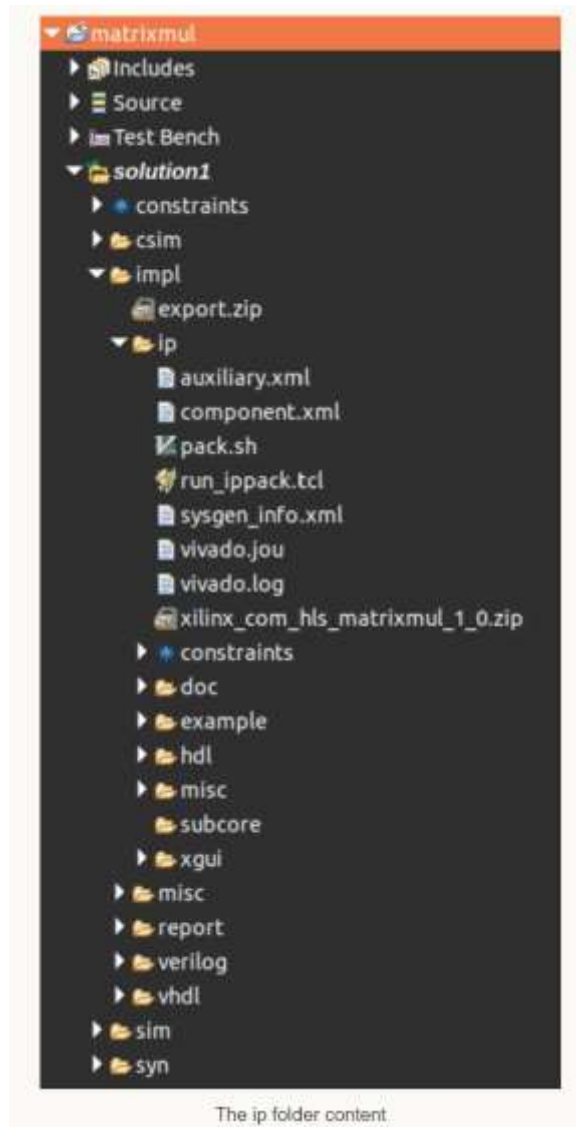 matrixmul
Includes
Source
Test Bench
solution1
constraints
csim
impl
export.zip
ip
auxiliary.xml
component.xml
pack.sh
run_ippack.tcl
sysgen_info.xml
vivado.jou
vivado.log
xilinx_com_hls_matrixmul_1_0.zip
constraints
doc
example
hdl
misc
subcore
xgui
misc
report
verilog
vhdl
sim
syn
The ip folder content